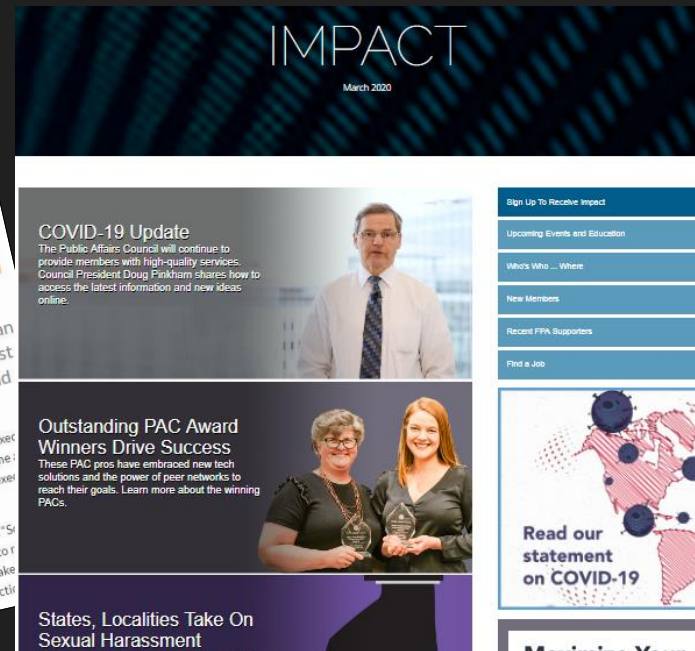 IMPACT
March 2020
COVID-19 Update
The Public Affairs Council will continue to
provide members with high-quality services.
Council President Doug Pinkham shares how to
access the latest information and new ideas
online.
Outstanding PAC Award
Winners Drive Success
These PAC pros have embraced new tech
solutions and the power of peer networks to
reach their goals. Learn more about the winning
PACs.
States, Localities Take On
Sexual Harassment
Sign Up To Receive Impact
Upcoming Events and Education
Who's Who ... Where
New Members
Recent FPA Supporters
Find a Job
Read our
statement
on COVID-19
Maximize Your